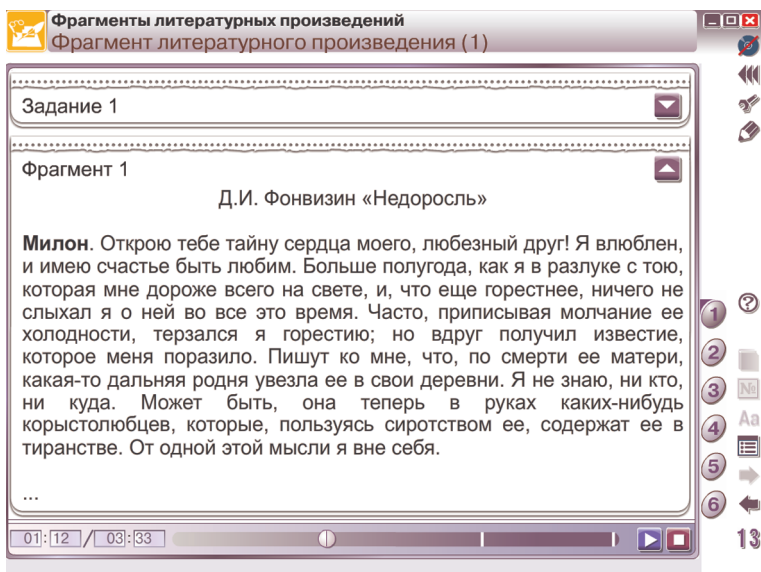 Фрагменты литературных произведений
Фрагмент литературного произведения (1)
Задание 1
Фрагмент 1
Д.И. Фонвизин «Недоросль»
Милон. Открою тебе тайну сердца моего, любезный друг! Я влюблен,
и имею счастье быть любим. Больше полугода, как я в разлуке с тою,
которая мне дороже всего на свете, и, что еще горестнее, ничего не
слыхал я о ней во все это время. Часто, приписывая молчание ее
холодности, терзался я горестию; но вдруг получил известие,
которое меня поразило. Пишут ко мне, что, по смерти ее матери,
какая-то дальняя родня увезла ее в свои деревни. Я не знаю, ни кто,
ни куда. Может быть, она теперь в руках каких-нибудь
корыстолюбцев, которые, пользуясь сиротством ее, содержат ее в
тиранстве. От одной этой мысли я вне себя.
...
01:12 / 03:33
1
2
3
4
5
6
?
№
Aa
13